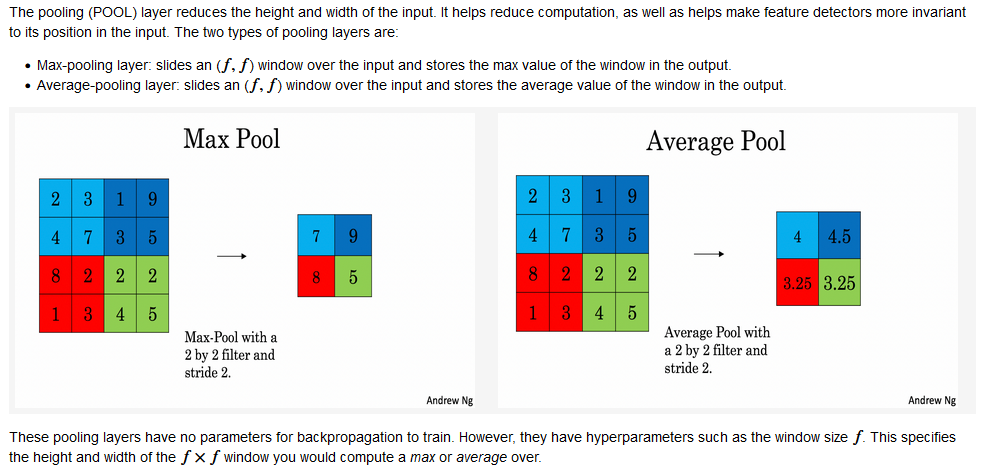 The pooling (POOL) layer reduces the height and width of the input. It helps reduce computation, as well as helps make feature detectors more invariant
to its position in the input. The two types of pooling layers are:
• Max-pooling layer: slides an (f, f) window over the input and stores the max value of the window in the output.
• Average-pooling layer: slides an (f, f) window over the input and stores the average value of the window in the output.
Max Pool
2 3 1 9
4 7 3 5
8 2 2 2
1 3 4 5
7 9
8 5
Max-Pool with a
2 by 2 filter and
stride 2.
Andrew Ng
Average Pool
2 3 1 9
4 7 3 5
8 2 2 2
1 3 4 5
4 4.5
3.25 3.25
Average Pool with
a 2 by 2 filter and
stride 2.
Andrew Ng
These pooling layers have no parameters for backpropagation to train. However, they have hyperparameters such as the window size f. This specifies
the height and width of the f × f window you would compute a max or average over.